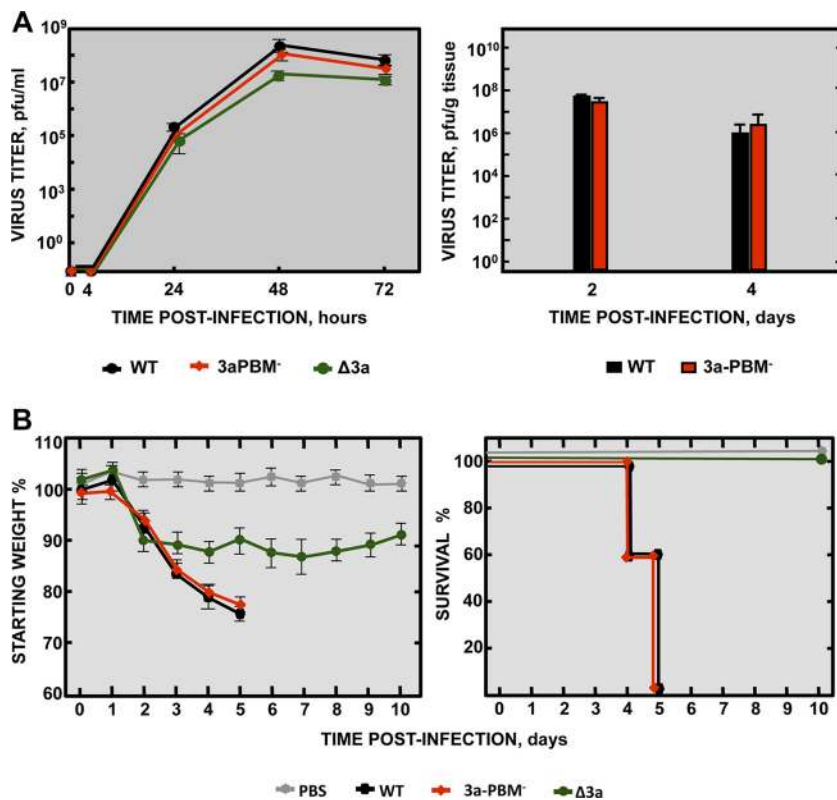 A
VIRUS TITER, pfu/ml
10⁹
10⁷
10⁵
10³
10⁰
0 4 24 48 72
TIME POST-INFECTION, hours
WT 3aPBM⁻ Δ3a
VIRUS TITER, pfu/g tissue
10¹⁰
10⁸
10⁶
10⁴
10²
10⁰
2 4
TIME POST-INFECTION, days
WT 3a-PBM⁻
B
STARTING WEIGHT %
110
100
90
80
70
60
0 1 2 3 4 5 6 7 8 9 10
SURVIVAL %
100
80
60
40
20
0 1 2 3 4 5 6 7 8 9 10
TIME POST-INFECTION, days
PBS WT 3a-PBM⁻ Δ3a